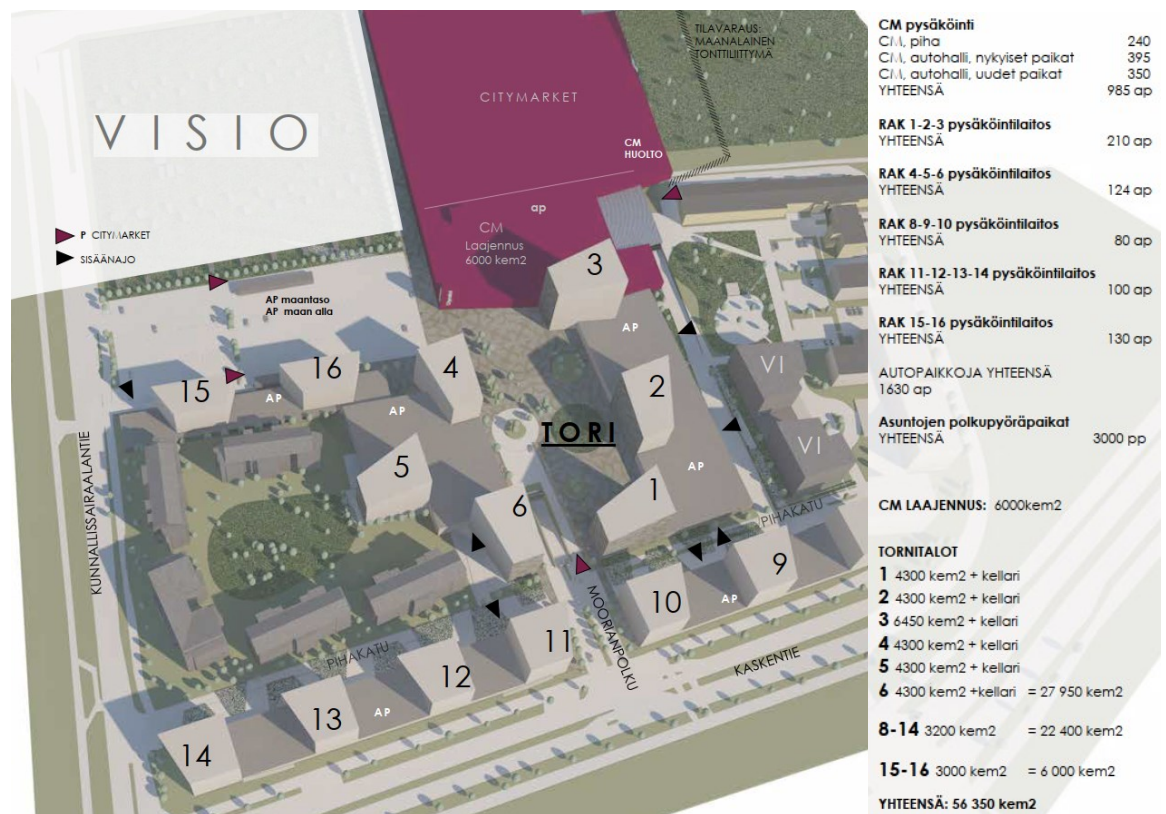 VISIO
P CITYMARKET
SISÄÄNAJO
TILAVARAUS:
MAANALAINEN
TONTTILIITTYMÄ
CITYMARKET
CM
HUOLTO
ap
CM
Laajennus
6000 kem2
3
AP maantaso
AP maan alla
AP
VI
15
16
4
2
AP
AP
TORI
VI
5
AP
6
1
PIHAKATU
KUNNALLISSAIRAALANTIE
9
10
AP
MOORIANPOLKU
11
PIHAKATU
12
KASKENTIE
13
AP
14
CM pysäköinti
CM, piha 240
CM, autohalli, nykyiset paikat 395
CM, autohalli, uudet paikat 350
YHTEENSÄ 985 ap
RAK 1-2-3 pysäköintilaitos
YHTEENSÄ 210 ap
RAK 4-5-6 pysäköintilaitos
YHTEENSÄ 124 ap
RAK 8-9-10 pysäköintilaitos
YHTEENSÄ 80 ap
RAK 11-12-13-14 pysäköintilaitos
YHTEENSÄ 100 ap
RAK 15-16 pysäköintilaitos
YHTEENSÄ 130 ap
AUTOPAIKKOJA YHTEENSÄ
1630 ap
Asuntojen polkupyöräpaikat
YHTEENSÄ 3000 pp
CM LAAJENNUS: 6000kem2
TORNITALOT
1 4300 kem2 + kellari
2 4300 kem2 + kellari
3 6450 kem2 + kellari
4 4300 kem2 + kellari
5 4300 kem2 + kellari
6 4300 kem2 +kellari = 27 950 kem2
8-14 3200 kem2 = 22 400 kem2
15-16 3000 kem2 = 6 000 kem2
YHTEENSÄ: 56 350 kem2